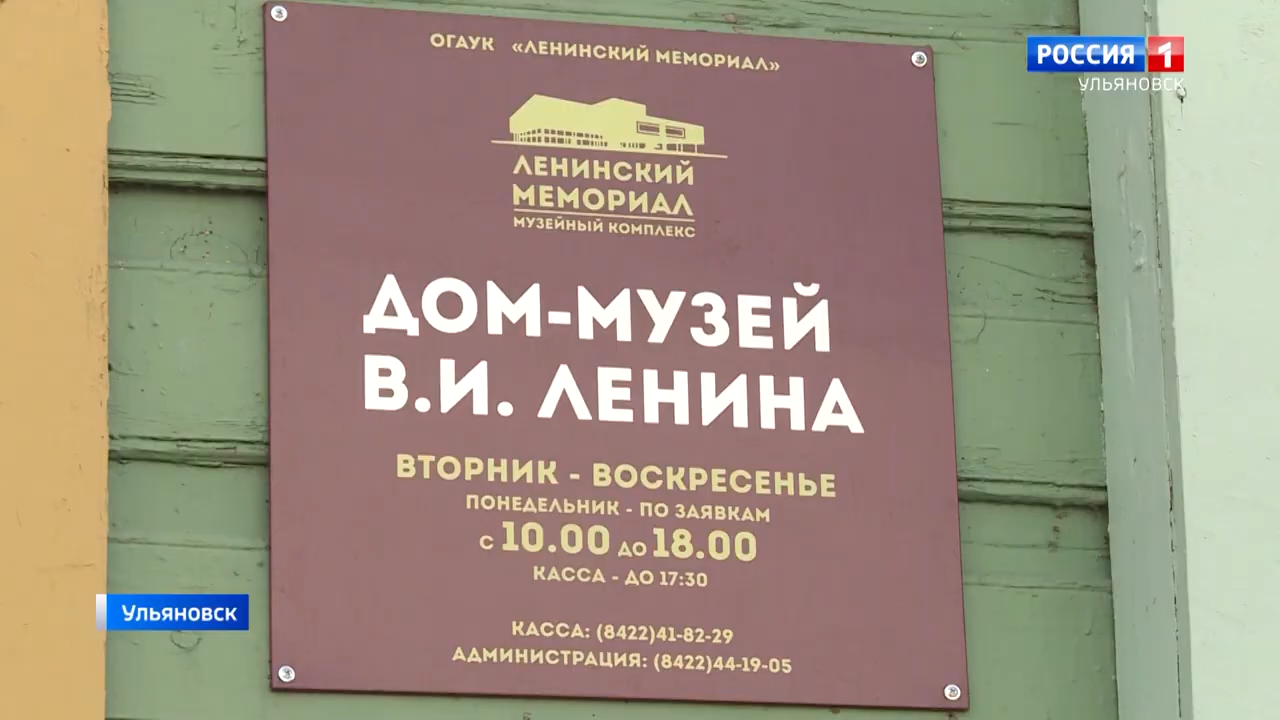 ОГАУК «ЛЕНИНСКИЙ МЕМОРИАЛ»
РОССИЯ 1
УЛЬЯНОВСК
ЛЕНИНСКИЙ
МЕМОРИАЛ
МУЗЕЙНЫЙ КОМПЛЕКС
ДОМ-МУЗЕЙ
В.И. ЛЕНИНА
ВТОРНИК - ВОСКРЕСЕНЬЕ
ПОНЕДЕЛЬНИК - ПО ЗАЯВКАМ
С 10.00 ДО 18.00
КАССА - ДО 17:30
Ульяновск
КАССА: (8422)41-82-29
АДМИНИСТРАЦИЯ: (8422)44-19-05